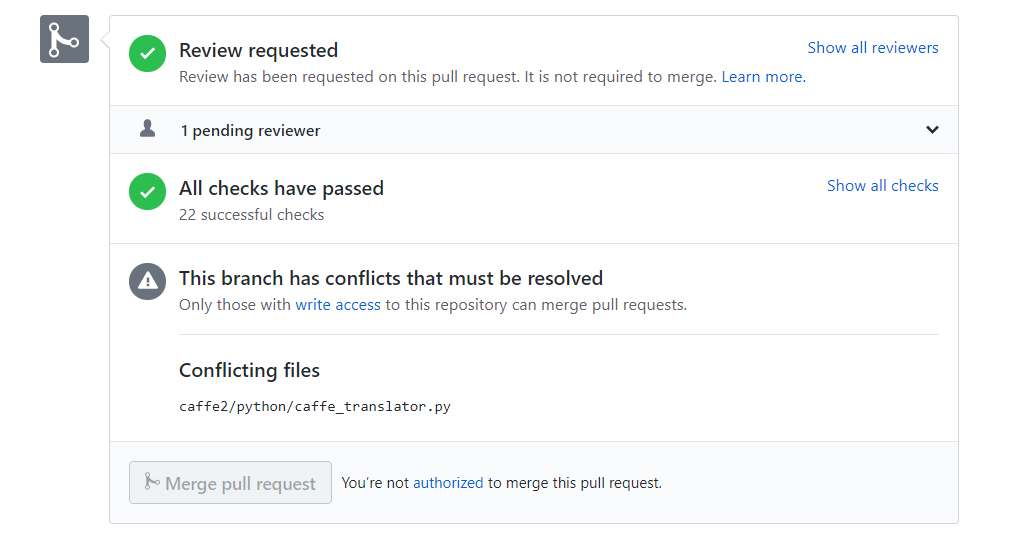 Review requested
Show all reviewers
Review has been requested on this pull request. It is not required to merge. Learn more.
1 pending reviewer
All checks have passed
Show all checks
22 successful checks
This branch has conflicts that must be resolved
Only those with write access to this repository can merge pull requests.
Conflicting files
caffe2/python/caffe_translator.py
Merge pull request
You’re not authorized to merge this pull request.